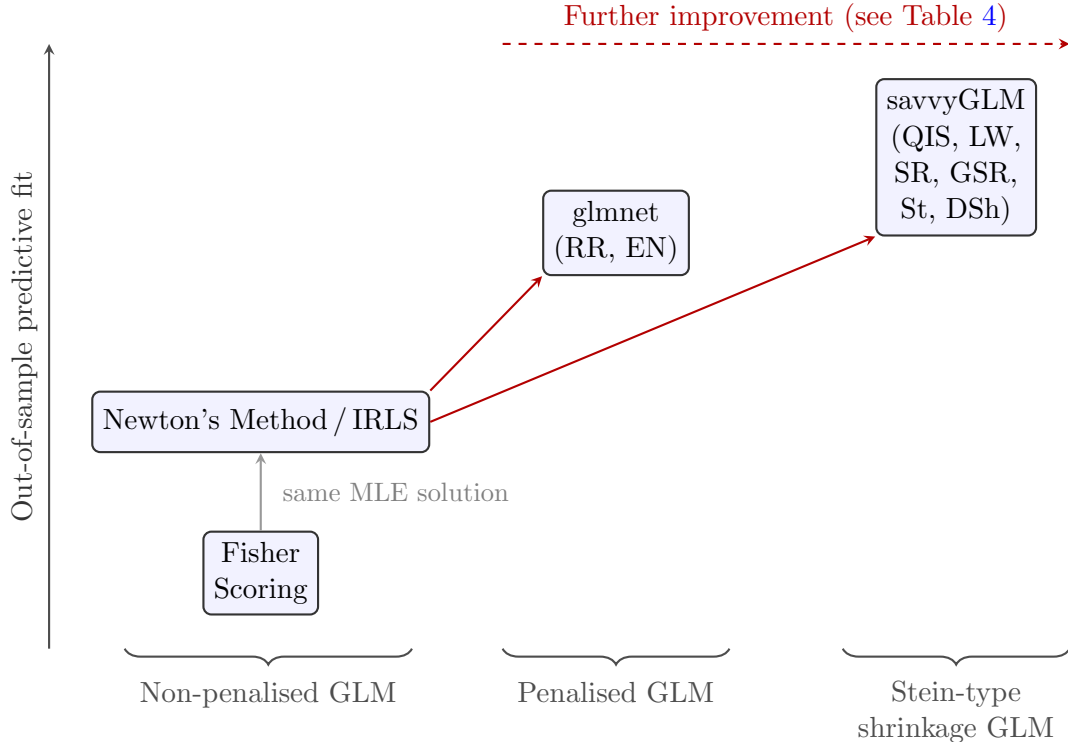 Further improvement (see Table 4)
savvyGLM
(QIS, LW,
SR, GSR,
St, DSh)
glmnet
(RR, EN)
Out-of-sample predictive fit
Newton's Method / IRLS
same MLE solution
Fisher
Scoring
Non-penalised GLM
Penalised GLM
Stein-type
shrinkage GLM